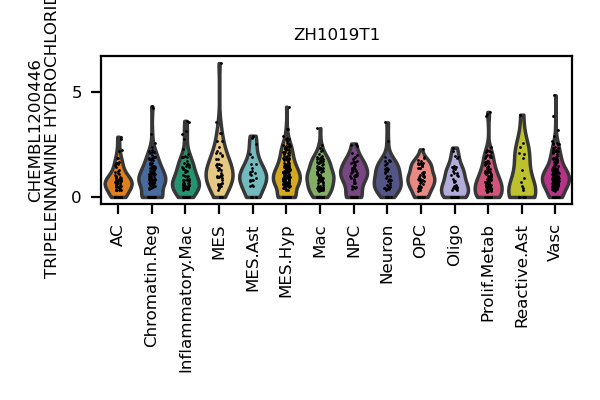 ZH1019T1
CHEMBL1200446
TRIPELENNAMINE HYDROCHLORID
5
0
AC
Chromatin.Reg
Inflammatory.Mac
MES
MES.Ast
MES.Hyp
Mac
NPC
Neuron
OPC
Oligo
Prolif.Metab
Reactive.Ast
Vasc